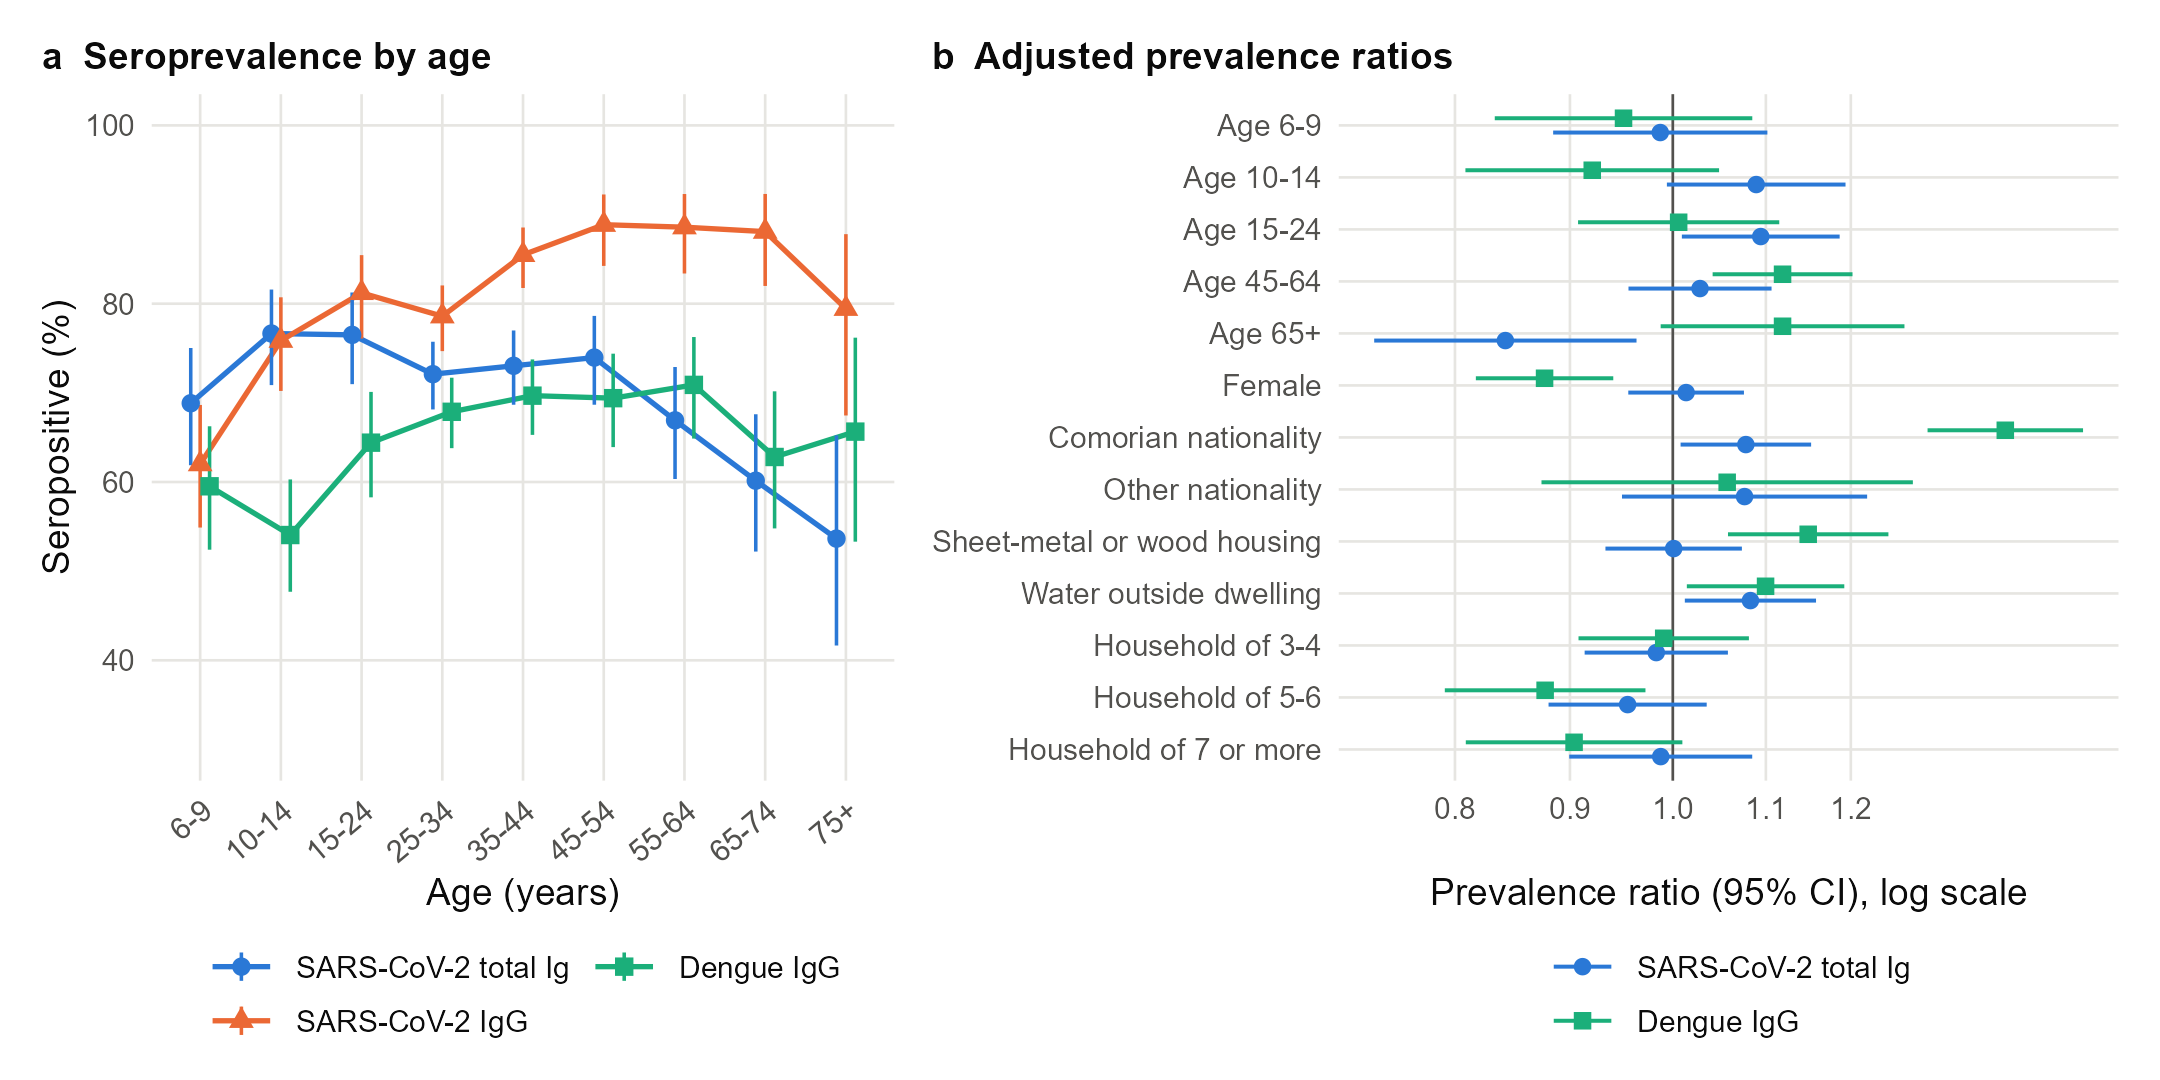 a Seroprevalence by age
Seropositive (%)
100
80
60
40
6-9
10-14
15-24
25-34
35-44
45-54
55-64
65-74
75+
Age (years)
SARS-CoV-2 total Ig
Dengue IgG
SARS-CoV-2 IgG
b Adjusted prevalence ratios
Age 6-9
Age 10-14
Age 15-24
Age 45-64
Age 65+
Female
Comorian nationality
Other nationality
Sheet-metal or wood housing
Water outside dwelling
Household of 3-4
Household of 5-6
Household of 7 or more
0.8
0.9
1.0
1.1
1.2
Prevalence ratio (95% CI), log scale
SARS-CoV-2 total Ig
Dengue IgG